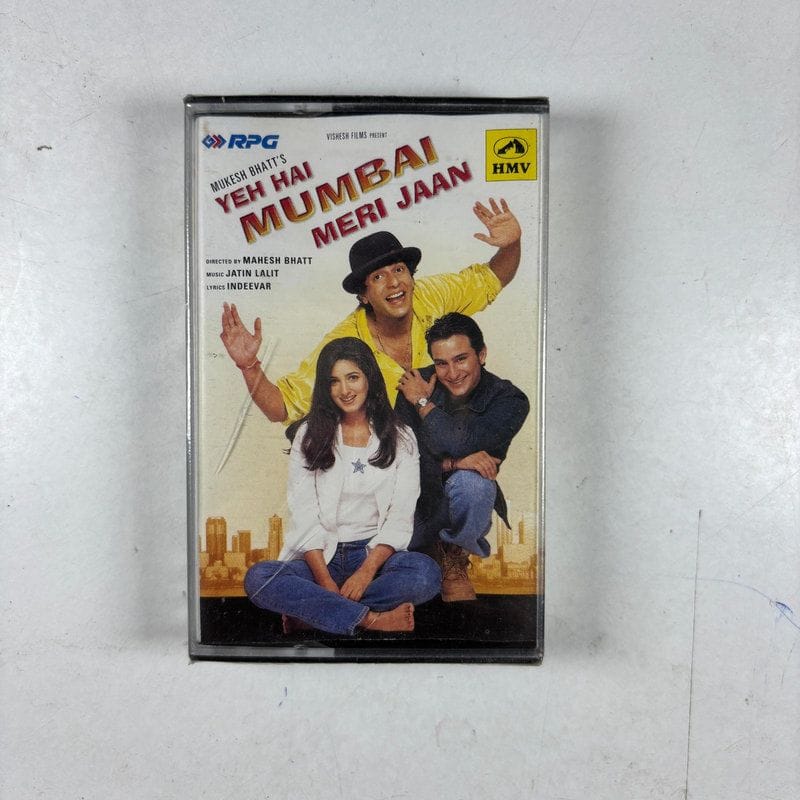 RPG
VISHESH FILMS PRESENT
HMV
MUKESH BHATT'S
YEH HAI
MUMBAI
MERI JAAN
DIRECTED BY MAHESH BHATT
MUSIC JATIN LALIT
LYRICS INDEEVAR